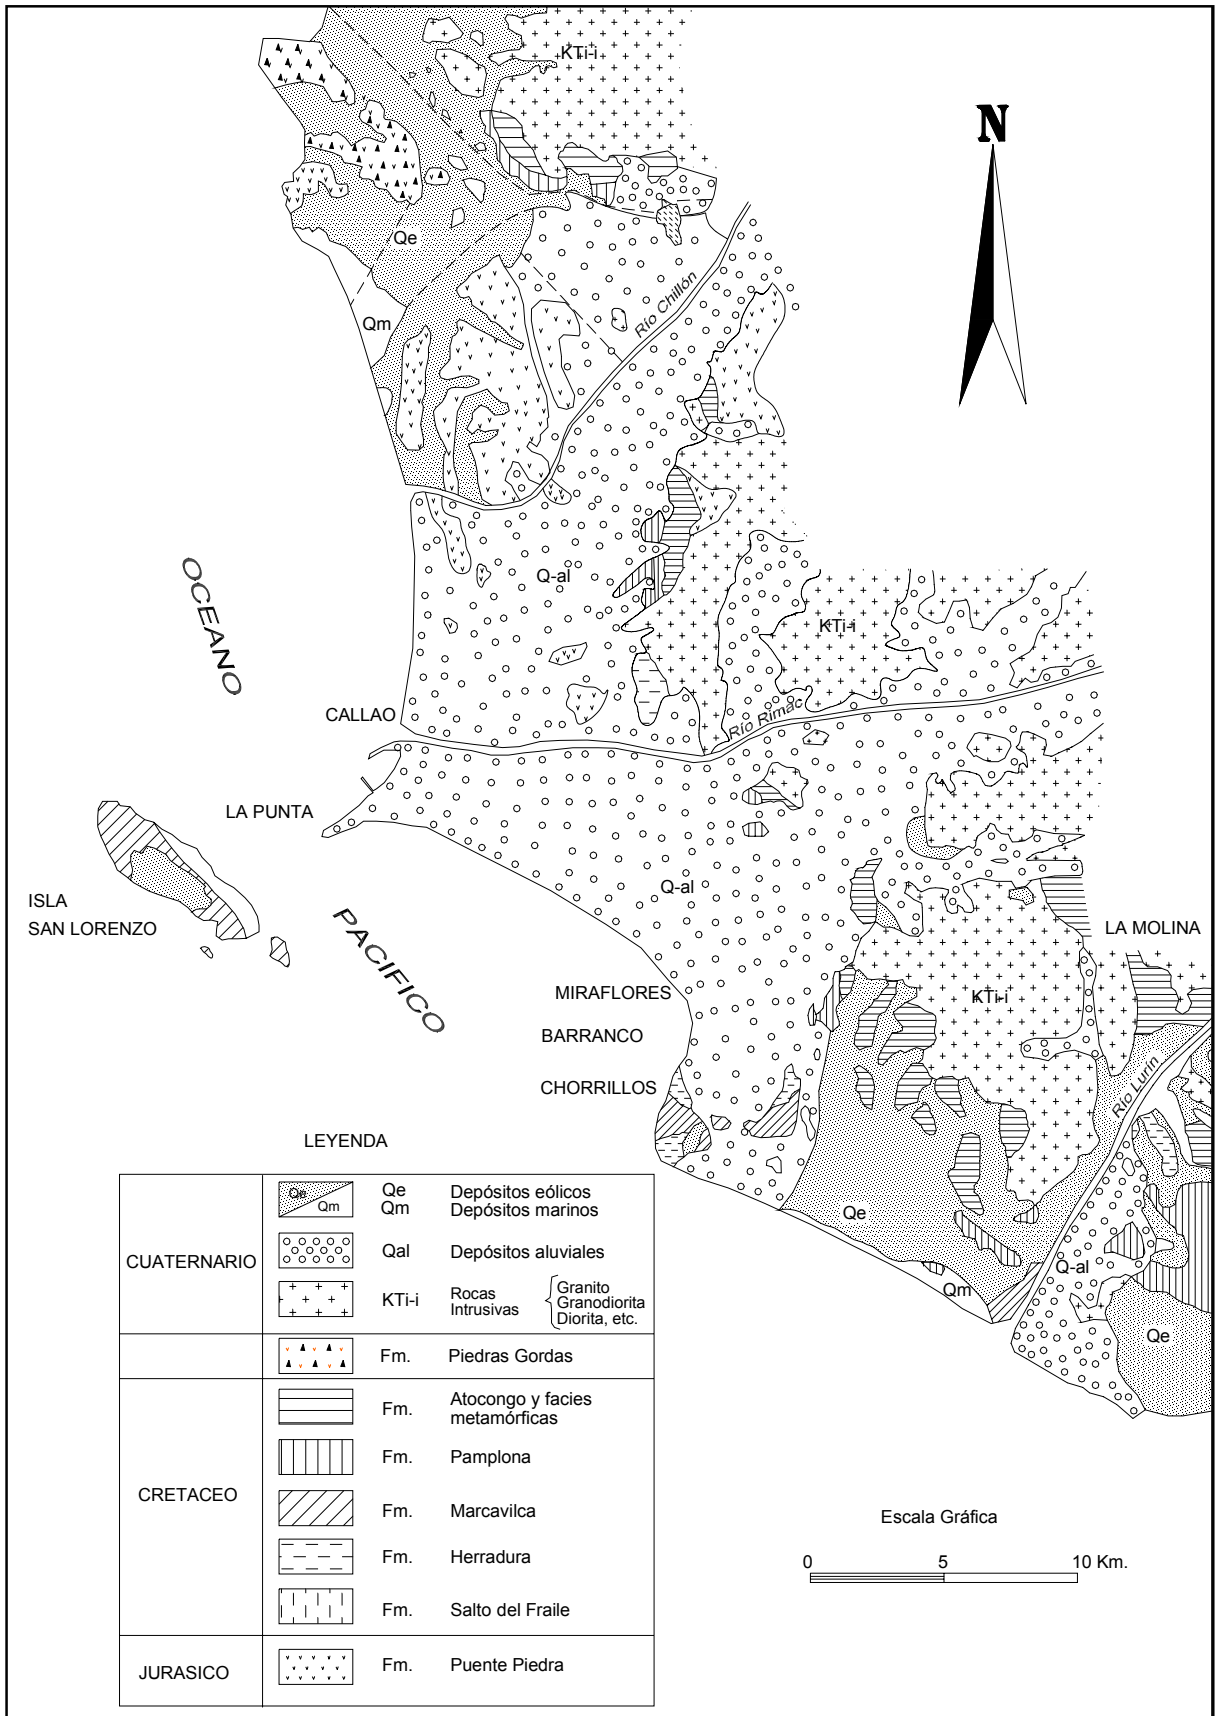 KTi-i
N
Qe
Río Chillón
Qm
OCEANO
Q-al
KTi-i
CALLAO
Río Rimac
LA PUNTA
Q-al
ISLA
SAN LORENZO
PACIFICO
LA MOLINA
MIRAFLORES
KTi-i
BARRANCO
CHORRILLOS
Río Lurín
Qe
Q-al
Qm
Qe
LEYENDA
CUATERNARIO
Qe
Qm
Qe Depósitos eólicos
Qm Depósitos marinos
Qal Depósitos aluviales
KTi-i Rocas Intrusivas
Granito
Granodiorita
Diorita, etc.
Fm. Piedras Gordas
CRETACEO
Fm. Atocongo y facies
metamórficas
Fm. Pamplona
Fm. Marcavilca
Fm. Herradura
Fm. Salto del Fraile
JURASICO
Fm. Puente Piedra
Escala Gráfica
0 5 10 Km.